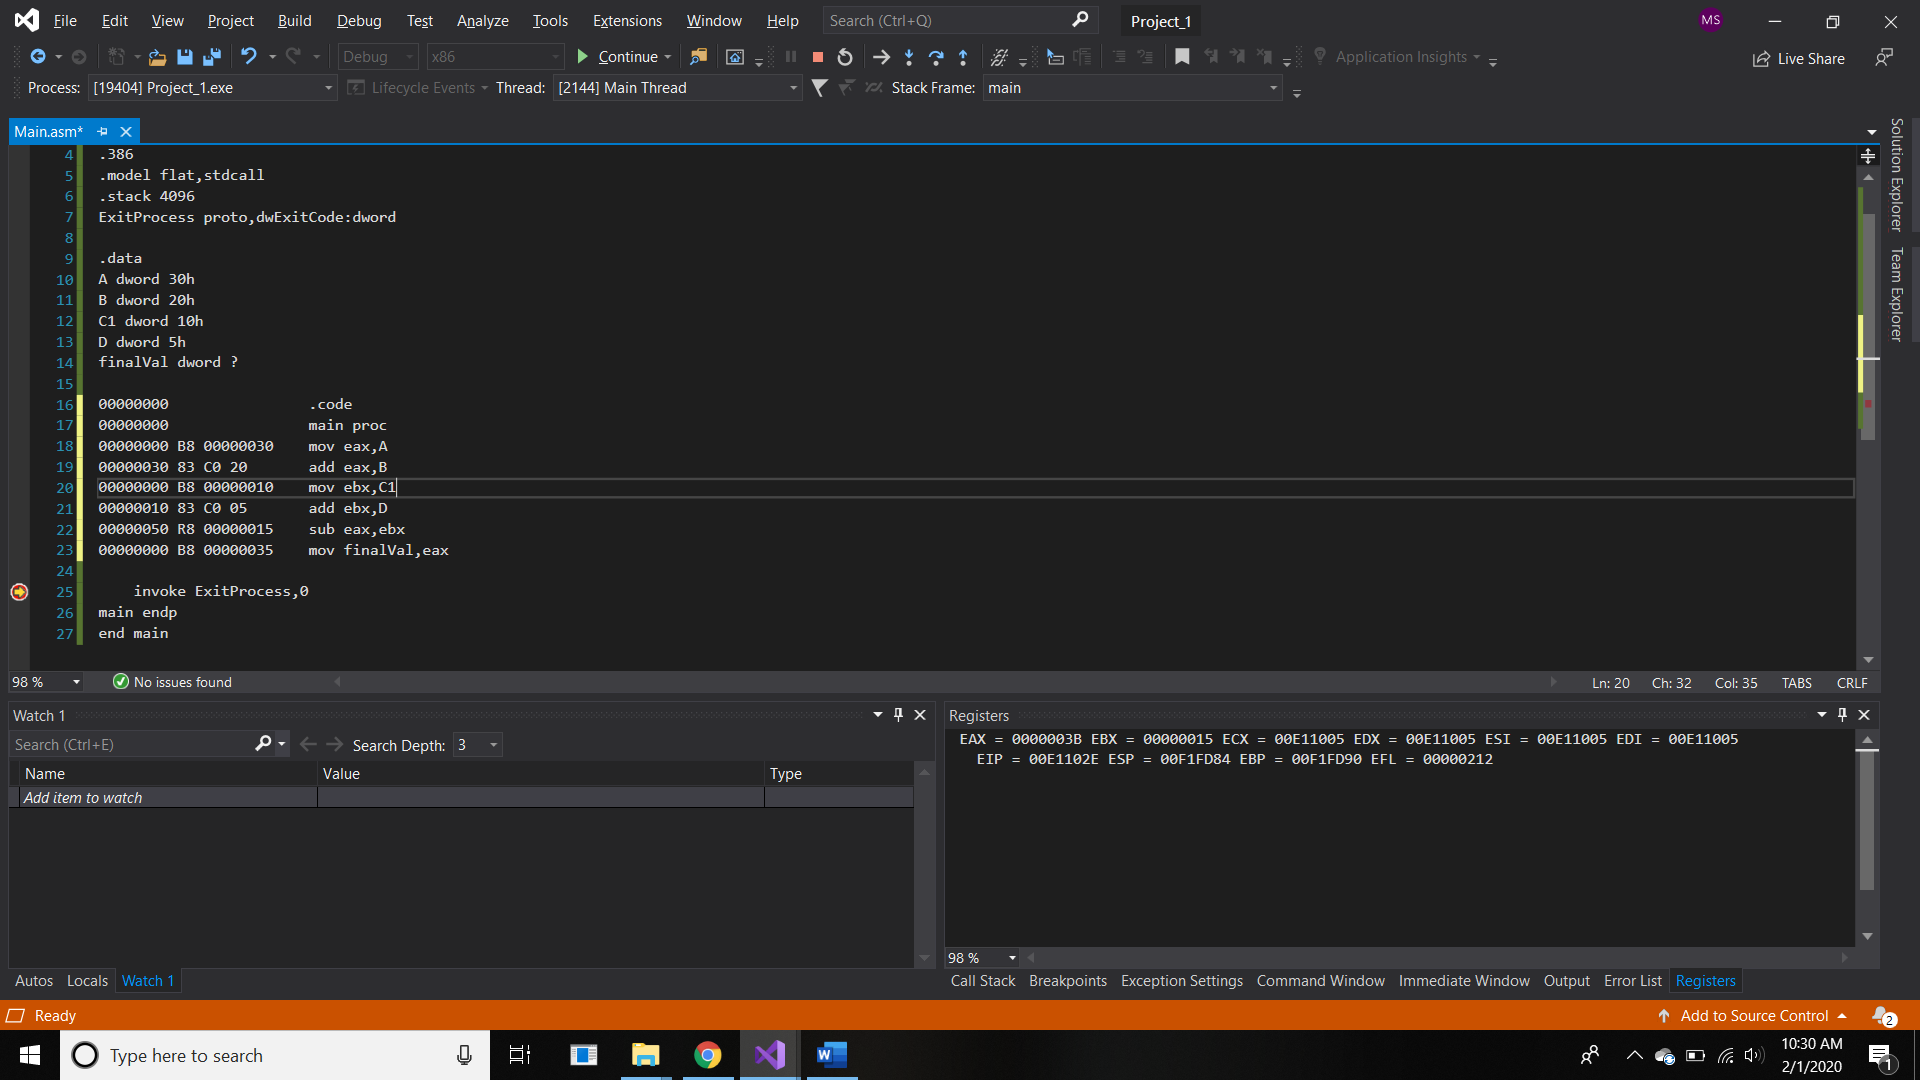 File Edit View Project Build Debug Test Analyze Tools Extensions Window Help Search (Ctrl+Q) Project_1 MS
Debug x86 Continue Application Insights Live Share
Process: [19404] Project_1.exe Lifecycle Events Thread: [2144] Main Thread Stack Frame: main
Main.asm*
4 .386
5 .model flat,stdcall
6 .stack 4096
7 ExitProcess proto,dwExitCode:dword
8
9 .data
10 A dword 30h
11 B dword 20h
12 C1 dword 10h
13 D dword 5h
14 finalVal dword ?
15
16 00000000 .code
17 00000000 main proc
18 00000000 B8 00000030 mov eax,A
19 00000030 83 C0 20 add eax,B
20 00000000 B8 00000010 mov ebx,C1
21 00000010 83 C0 05 add ebx,D
22 00000050 R8 00000015 sub eax,ebx
23 00000000 B8 00000035 mov finalVal,eax
24
25 invoke ExitProcess,0
26 main endp
27 end main
Solution Explorer
Team Explorer
98 % No issues found Ln: 20 Ch: 32 Col: 35 TABS CRLF
Watch 1
Search (Ctrl+E) Search Depth: 3
Name Value Type
Add item to watch
Autos Locals Watch 1
Registers
EAX = 0000003B EBX = 00000015 ECX = 00E11005 EDX = 00E11005 ESI = 00E11005 EDI = 00E11005
EIP = 00E1102E ESP = 00F1FD84 EBP = 00F1FD90 EFL = 00000212
98 %
Call Stack Breakpoints Exception Settings Command Window Immediate Window Output Error List Registers
Ready Add to Source Control 2
Type here to search W 10:30 AM
2/1/2020 1